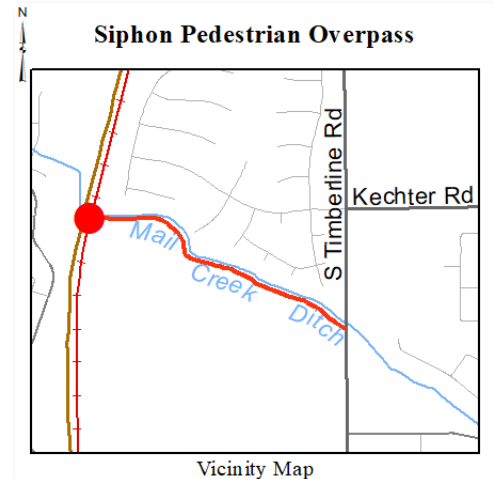 N
Siphon Pedestrian Overpass
S Timberline Rd
Kechter Rd
Mail Creek Ditch
Vicinity Map